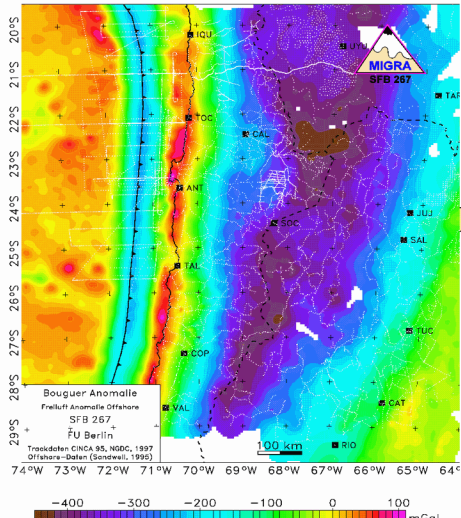 20°S
IQU
UYU
MIGRA
SFB 267
21°S
TAR
22°S
TOC
CAL
23°S
ANT
24°S
JUJ
SOC
SAL
25°S
TAL
26°S
27°S
TUC
COP
28°S
Bouguer Anomalie
Freiluft Anomalie Offshore
SFB 267
FU Berlin
Trackdaten CINCA 95, NGDC, 1997
Offshore-Daten (Sandwell, 1995)
VAL
CAT
29°S
100 km
RIO
74°W 73°W 72°W 71°W 70°W 69°W 68°W 67°W 66°W 65°W 64°
-400 -300 -200 -100 0 100 mGal